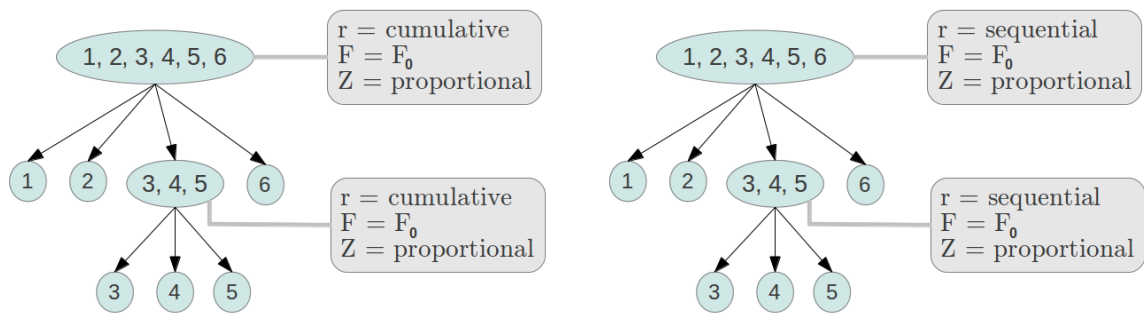 1, 2, 3, 4, 5, 6
r = cumulative
F = F₀
Z = proportional
1
2
3, 4, 5
6
r = cumulative
F = F₀
Z = proportional
3
4
5
1, 2, 3, 4, 5, 6
r = sequential
F = F₀
Z = proportional
1
2
3, 4, 5
6
r = sequential
F = F₀
Z = proportional
3
4
5